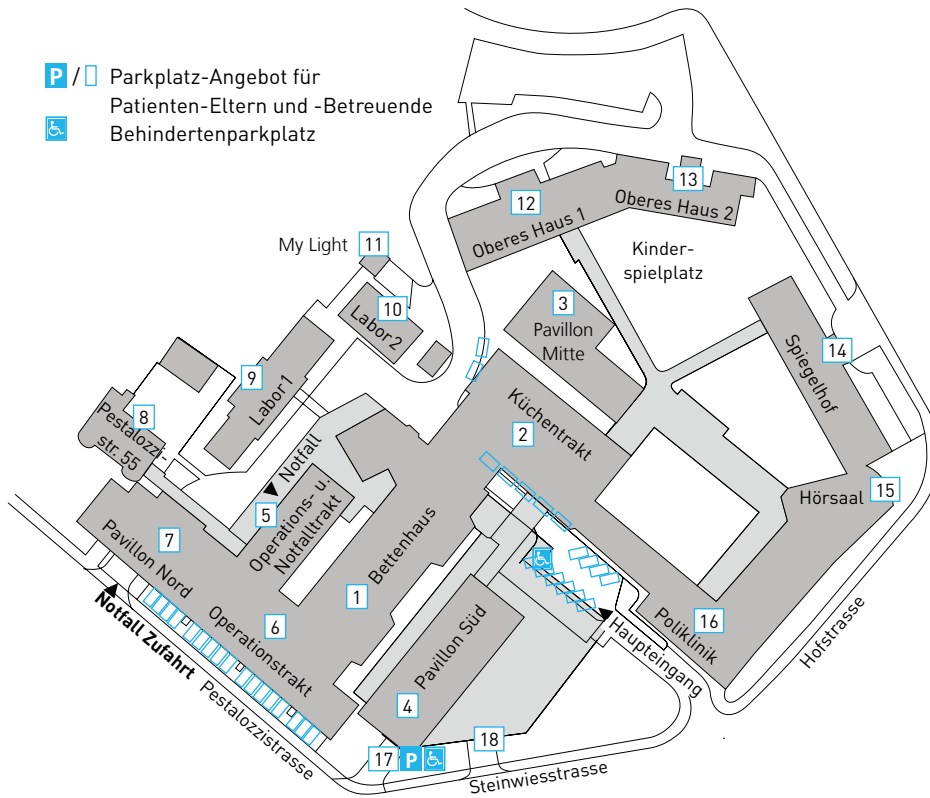 P / Parkplatz-Angebot für
Patienten-Eltern und -Betreuende
Behindertenparkplatz
13
12
Oberes Haus 2
Oberes Haus 1
My Light
11
Kinder-
spielplatz
10
Labor 2
3
Pavillon
Mitte
14
Spiegelhof
9
Labor 1
8
Pestalozzi-
str. 55
Küchentrakt
2
Notfall
5
Operations- u.
Notfalltrakt
Hörsaal
15
7
Pavillon Nord
Bettenhaus
1
6
Operationstrakt
Notfall Zufahrt
Pestalozzistrasse
Pavillon Süd
4
Haupteingang
16
Poliklinik
Hofstrasse
17
P
18
Steinwiesstrasse